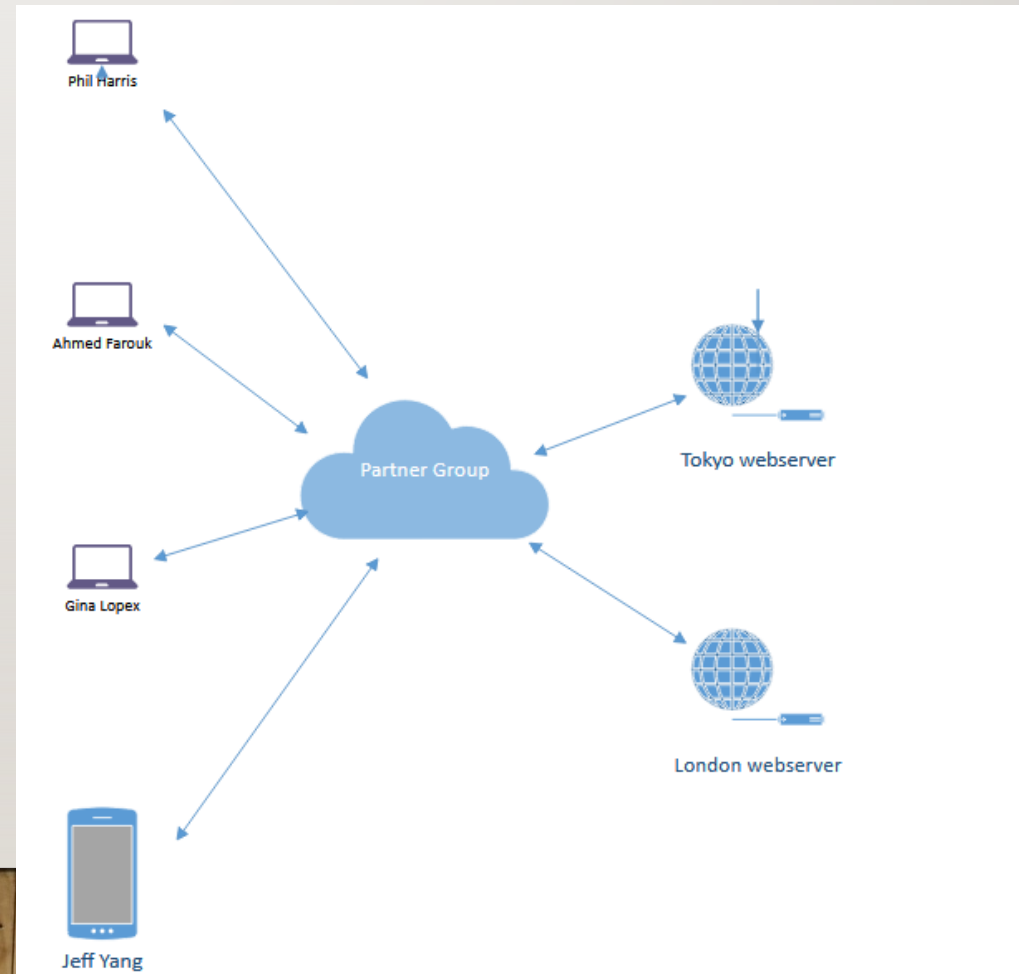 Phil Harris
Ahmed Farouk
Partner Group
Tokyo webserver
Gina Lopex
London webserver
Jeff Yang